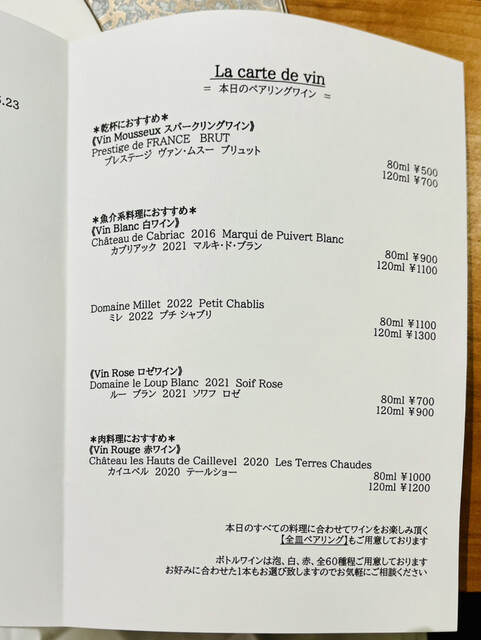 5.23
La carte de vin
= 本日のペアリングワイン =
＊乾杯におすすめ＊
《Vin Mousseux スパークリングワイン》
Prestige de FRANCE BRUT
プレステージ ヴァン・ムスー ブリュット
80ml ¥500
120ml ¥700
＊魚介系料理におすすめ＊
《Vin Blanc 白ワイン》
Château de Cabriac 2016 Marqui de Puivert Blanc
カブリアック 2021 マルキ・ド・ブラン
80ml ¥900
120ml ¥1100
Domaine Millet 2022 Petit Chablis
ミレ 2022 プチ シャブリ
80ml ¥1100
120ml ¥1300
《Vin Rose ロゼワイン》
Domaine le Loup Blanc 2021 Soif Rose
ルー ブラン 2021 ソワフ ロゼ
80ml ¥700
120ml ¥900
＊肉料理におすすめ＊
《Vin Rouge 赤ワイン》
Château les Hauts de Caillevel 2020 Les Terres Chaudes
カイユベル 2020 テールショー
80ml ¥1000
120ml ¥1200
本日のすべての料理に合わせてワインをお楽しみ頂く
【全皿ペアリング】もご用意しております
ボトルワインは泡、白、赤、全60種程ご用意しております
お好みに合わせた1本もお選び致しますのでお気軽にご相談ください